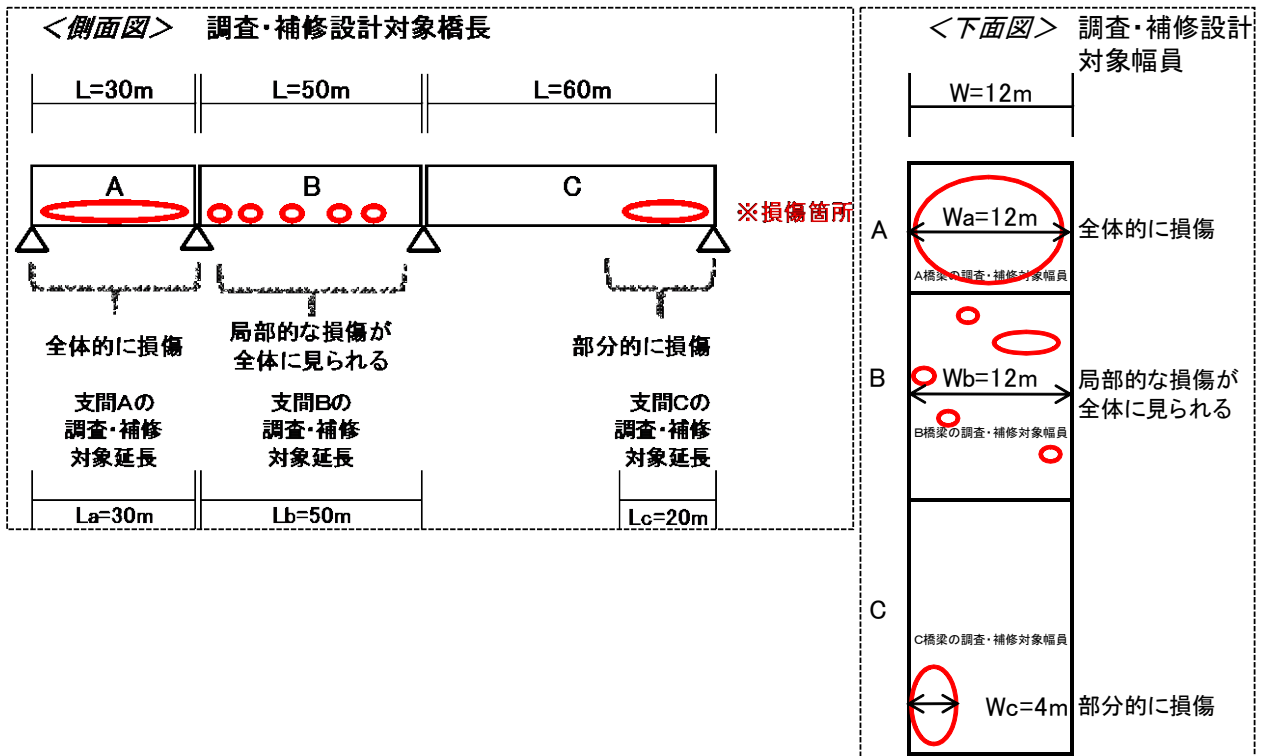 <側面図> 調査・補修設計対象橋長
L=30m
L=50m
L=60m
A
B
C
※損傷箇所
全体的に損傷
局部的な損傷が
全体に見られる
部分的に損傷
支間Aの
調査・補修
対象延長
支間Bの
調査・補修
対象延長
支間Cの
調査・補修
対象延長
La=30m
Lb=50m
Lc=20m
<下面図> 調査・補修設計
対象幅員
W=12m
A
Wa=12m
全体的に損傷
A橋梁の調査・補修対象幅員
B
Wb=12m
局部的な損傷が
全体に見られる
B橋梁の調査・補修対象幅員
C
C橋梁の調査・補修対象幅員
Wc=4m
部分的に損傷